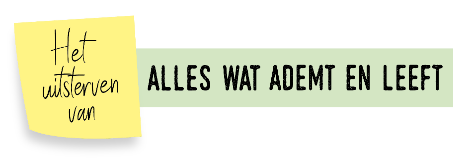 Het
uitsterven
van
ALLES WAT ADEMT EN LEEFT